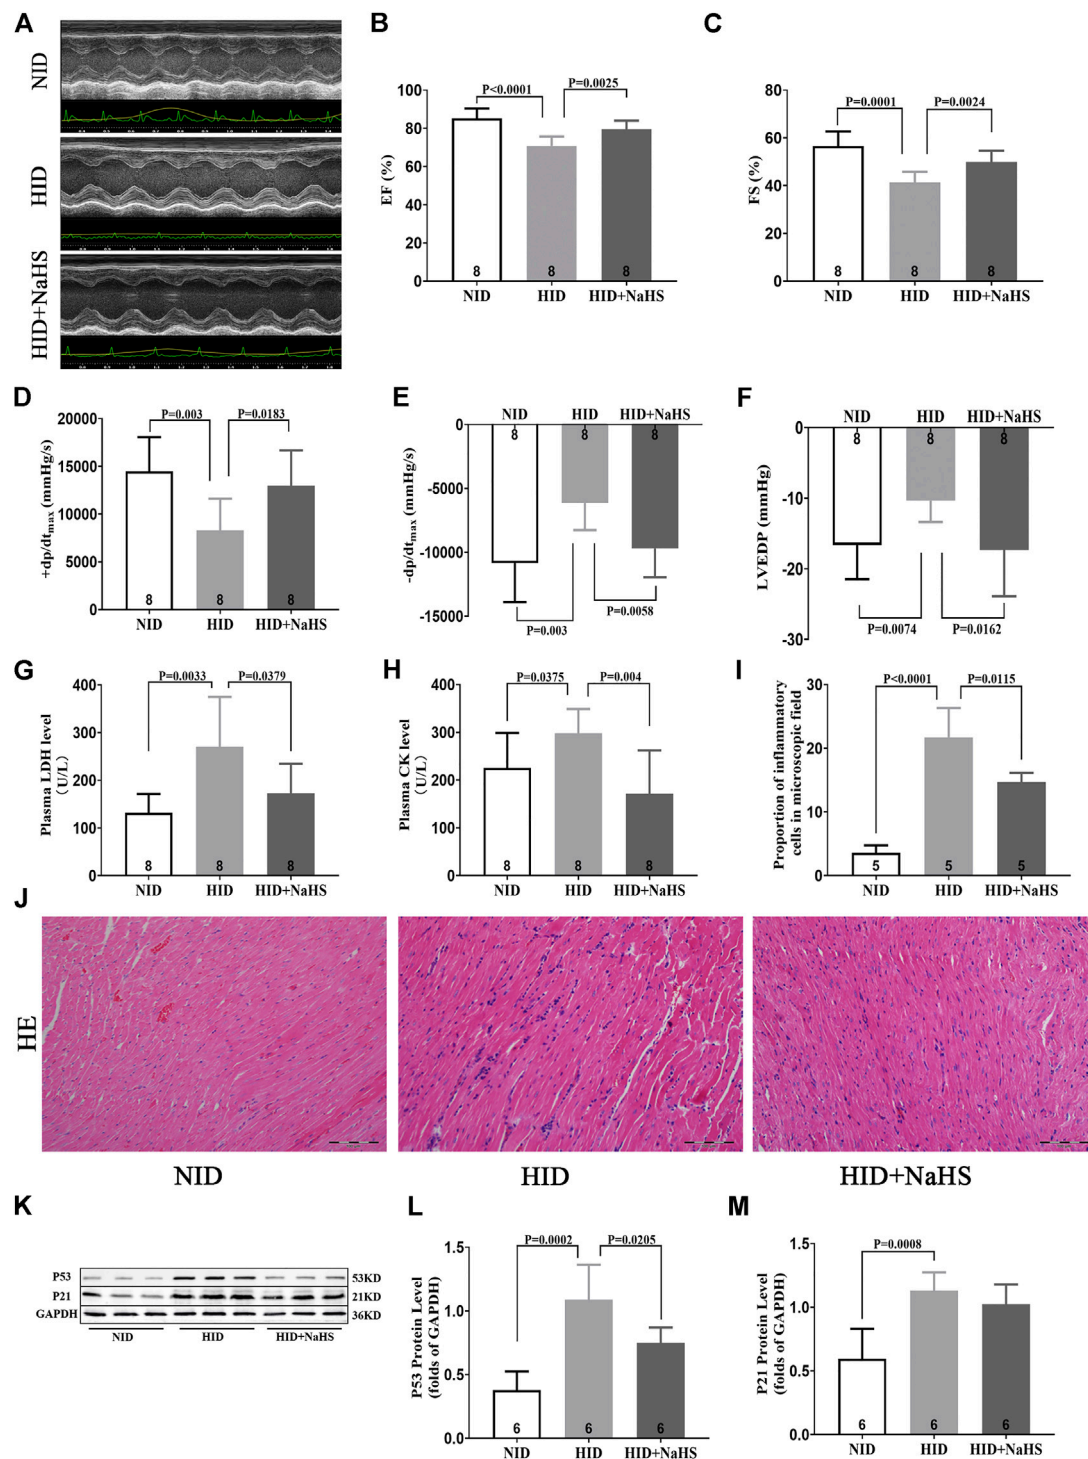 A
NID
HID
HID+NaHS
B
P<0.0001
P=0.0025
EF (%)
100
80
60
40
20
0
8
8
8
NID
HID
HID+NaHS
C
P=0.0001
P=0.0024
FS (%)
80
60
40
20
0
8
8
8
NID
HID
HID+NaHS
D
P=0.003
P=0.0183
+dp/dtmax (mmHg/s)
20000
15000
10000
5000
0
8
8
8
NID
HID
HID+NaHS
E
NID
HID
HID+NaHS
8
8
8
-dp/dtmax (mmHg/s)
0
-5000
-10000
-15000
P=0.0058
P=0.003
F
NID
HID
HID+NaHS
8
8
8
LVEDP (mmHg)
0
-10
-20
-30
P=0.0074
P=0.0162
G
P=0.0033
P=0.0379
Plasma LDH level
(U/L)
400
300
200
100
0
8
8
8
NID
HID
HID+NaHS
H
P=0.0375
P=0.004
Plasma CK level
(U/L)
400
300
200
100
0
8
8
8
NID
HID
HID+NaHS
I
P<0.0001
P=0.0115
Proportion of inflammatory
cells in microscopic field
30
20
10
0
5
5
5
NID
HID
HID+NaHS
J
HE
NID
HID
HID+NaHS
K
P53
53KD
P21
21KD
GAPDH
36KD
NID
HID
HID+NaHS
L
P=0.0002
P=0.0205
P53 Protein Level
(folds of GAPDH)
1.5
1.0
0.5
0.0
6
6
6
NID
HID
HID+NaHS
M
P=0.0008
P21 Protein Level
(folds of GAPDH)
1.5
1.0
0.5
0.0
6
6
6
NID
HID
HID+NaHS